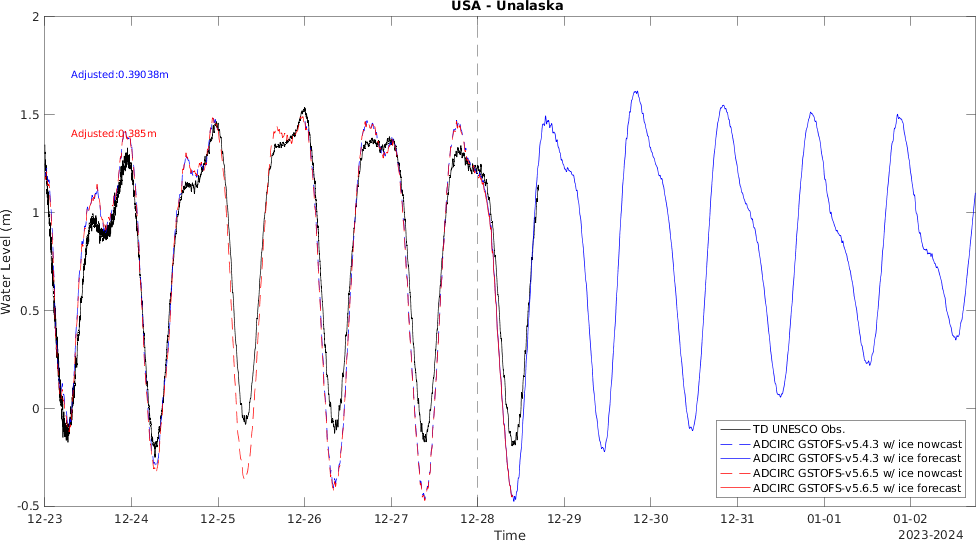 USA - Unalaska
2
1.5
1
0.5
0
-0.5
Water Level (m)
Adjusted:0.39038m
Adjusted:0.385m
TD UNESCO Obs.
ADCIRC GSTOFS-v5.4.3 w/ ice nowcast
ADCIRC GSTOFS-v5.4.3 w/ ice forecast
ADCIRC GSTOFS-v5.6.5 w/ ice nowcast
ADCIRC GSTOFS-v5.6.5 w/ ice forecast
12-23 12-24 12-25 12-26 12-27 12-28 12-29 12-30 12-31 01-01 01-02
Time
2023-2024